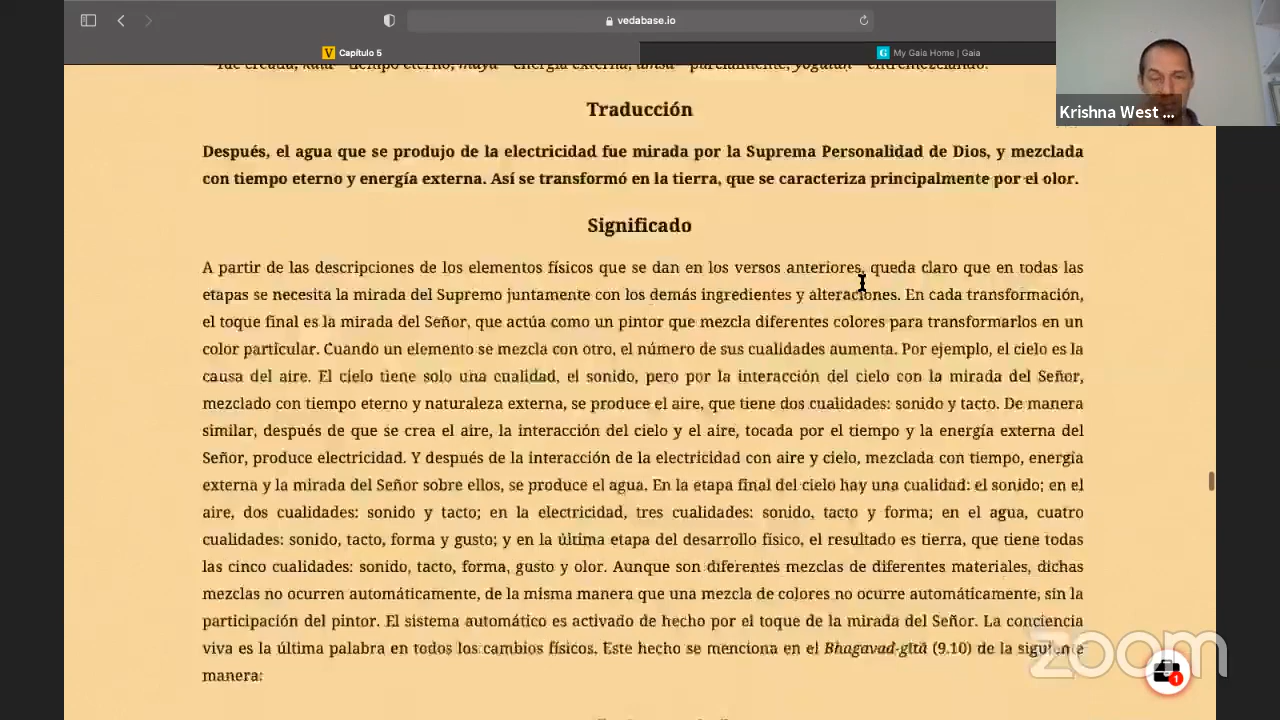 vedabase.io
Capítulo 5
My Gaia Home | Gaia
Krishna West ...
Traducción
Después, el agua que se produjo de la electricidad fue mirada por la Suprema Personalidad de Dios, y mezclada
con tiempo eterno y energía externa. Así se transformó en la tierra, que se caracteriza principalmente por el olor.
Significado
A partir de las descripciones de los elementos físicos que se dan en los versos anteriores, queda claro que en todas las
etapas se necesita la mirada del Supremo juntamente con los demás ingredientes y alteraciones. En cada transformación,
el toque final es la mirada del Señor, que actúa como un pintor que mezcla diferentes colores para transformarlos en un
color particular. Cuando un elemento se mezcla con otro, el número de sus cualidades aumenta. Por ejemplo, el cielo es la
causa del aire. El cielo tiene solo una cualidad, el sonido, pero por la interacción del cielo con la mirada del Señor,
mezclado con tiempo eterno y naturaleza externa, se produce el aire, que tiene dos cualidades: sonido y tacto. De manera
similar, después de que se crea el aire, la interacción del cielo y el aire, tocada por el tiempo y la energía externa del
Señor, produce electricidad. Y después de la interacción de la electricidad con aire y cielo, mezclada con tiempo, energía
externa y la mirada del Señor sobre ellos, se produce el agua. En la etapa final del cielo hay una cualidad: el sonido; en el
aire, dos cualidades: sonido y tacto; en la electricidad, tres cualidades: sonido, tacto y forma; en el agua, cuatro
cualidades: sonido, tacto, forma y gusto; y en la última etapa del desarrollo físico, el resultado es tierra, que tiene todas
las cinco cualidades: sonido, tacto, forma, gusto y olor. Aunque son diferentes mezclas de diferentes materiales, dichas
mezclas no ocurren automáticamente, de la misma manera que una mezcla de colores no ocurre automáticamente, sin la
participación del pintor. El sistema automático es activado de hecho por el toque de la mirada del Señor. La conciencia
viva es la última palabra en todos los cambios físicos. Este hecho se menciona en el Bhagavad-gītā (9.10) de la siguiente
manera:
zoom
1